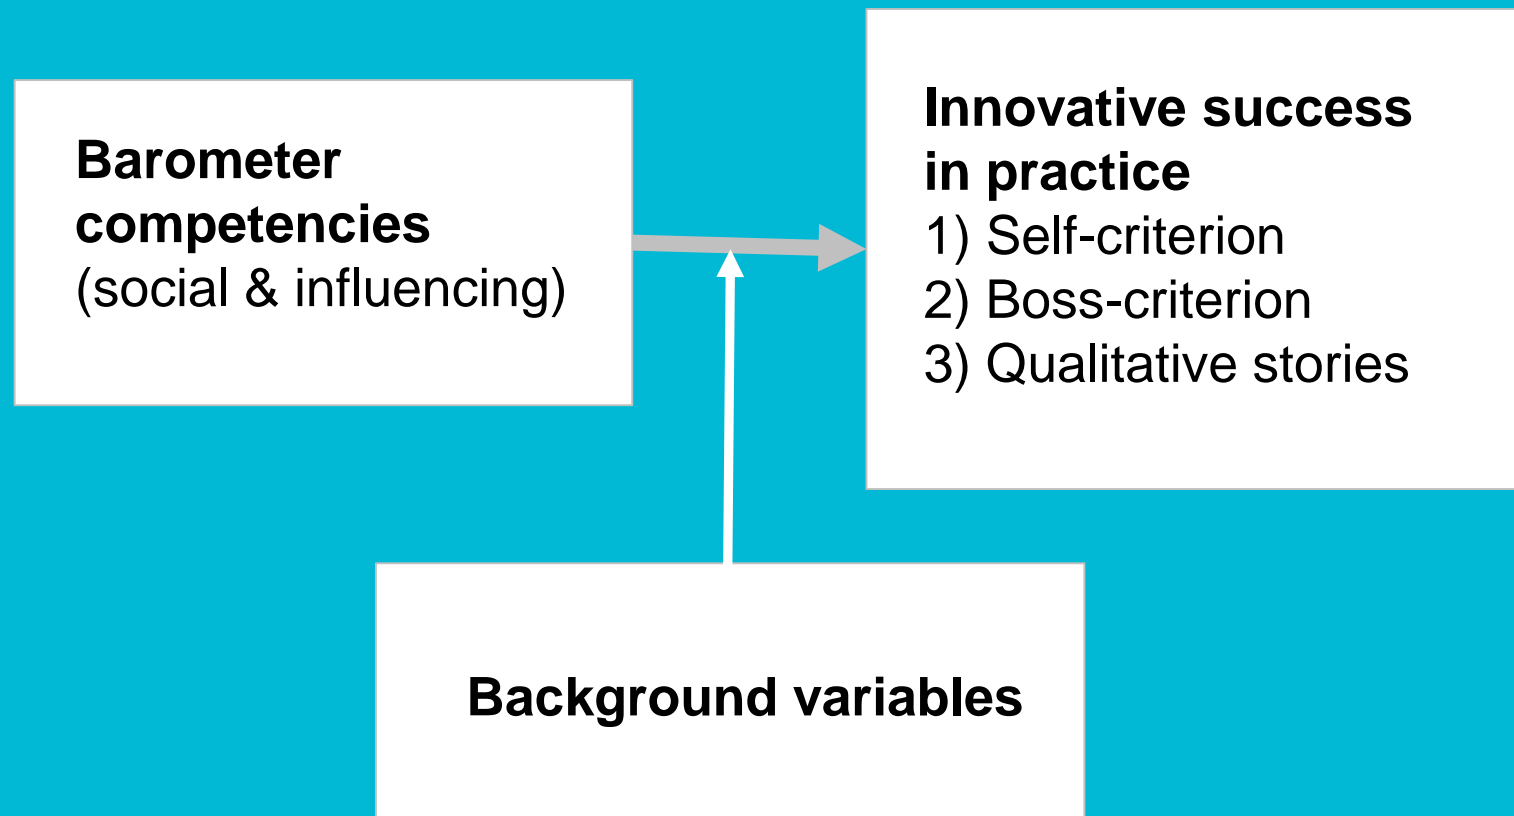 Barometer
competencies
(social & influencing)
Innovative success
in practice
1) Self-criterion
2) Boss-criterion
3) Qualitative stories
Background variables